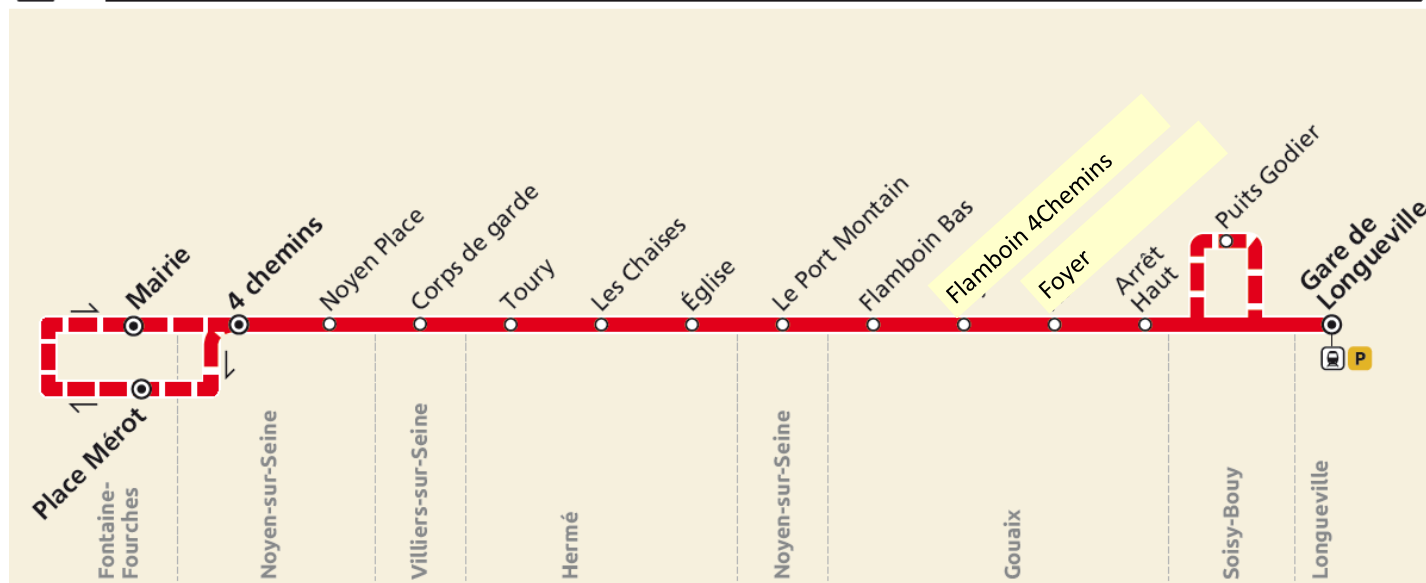 Mairie
Place Mérot
4 chemins
Noyen Place
Corps de garde
Toury
Les Chaises
Église
Le Port Montain
Flamboin Bas
Flamboin 4Chemins
Foyer
Arrêt
Haut
Puits Godier
Gare de
Longueville
P
Fontaine-
Fourches
Noyen-sur-Seine
Villiers-sur-Seine
Hermé
Noyen-sur-Seine
Gouaix
Soisy-Bouy
Longueville